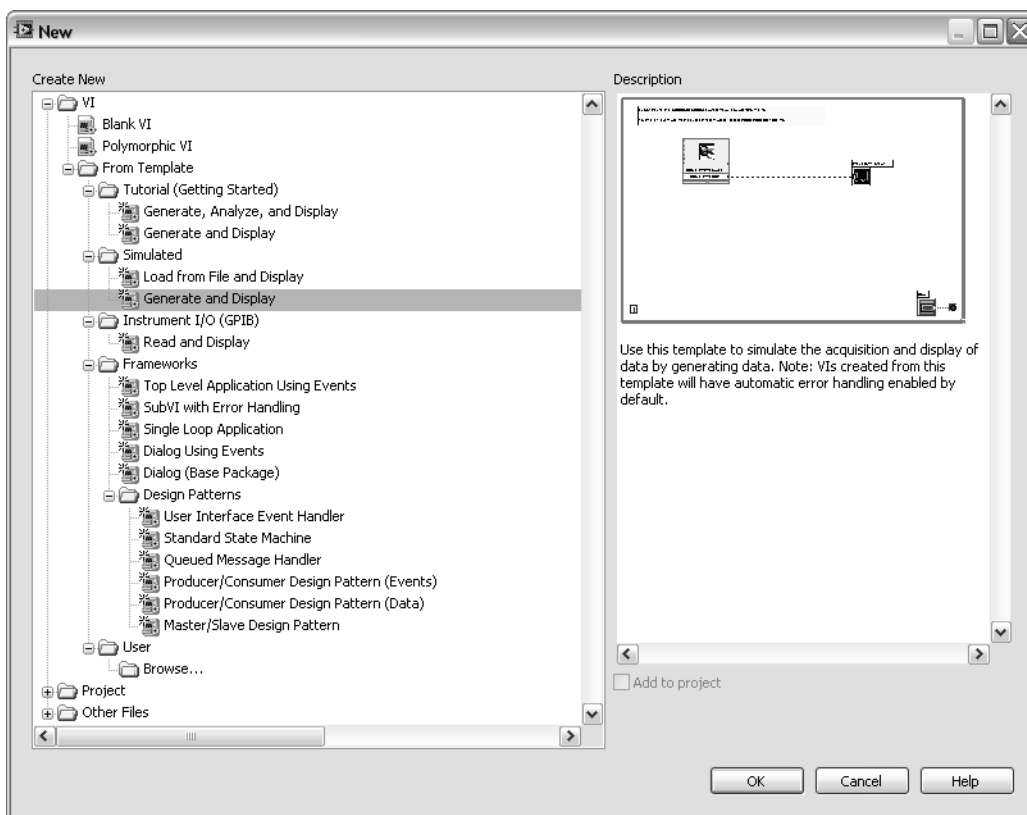 New
Create New
VI
Blank VI
Polymorphic VI
From Template
Tutorial (Getting Started)
Generate, Analyze, and Display
Generate and Display
Simulated
Load from File and Display
Generate and Display
Instrument I/O (GPIB)
Read and Display
Frameworks
Top Level Application Using Events
SubVI with Error Handling
Single Loop Application
Dialog Using Events
Dialog (Base Package)
Design Patterns
User Interface Event Handler
Standard State Machine
Queued Message Handler
Producer/Consumer Design Pattern (Events)
Producer/Consumer Design Pattern (Data)
Master/Slave Design Pattern
User
Browse...
Project
Other Files
Description
i
Use this template to simulate the acquisition and display of
data by generating data. Note: VIs created from this
template will have automatic error handling enabled by
default.
Add to project
OK
Cancel
Help